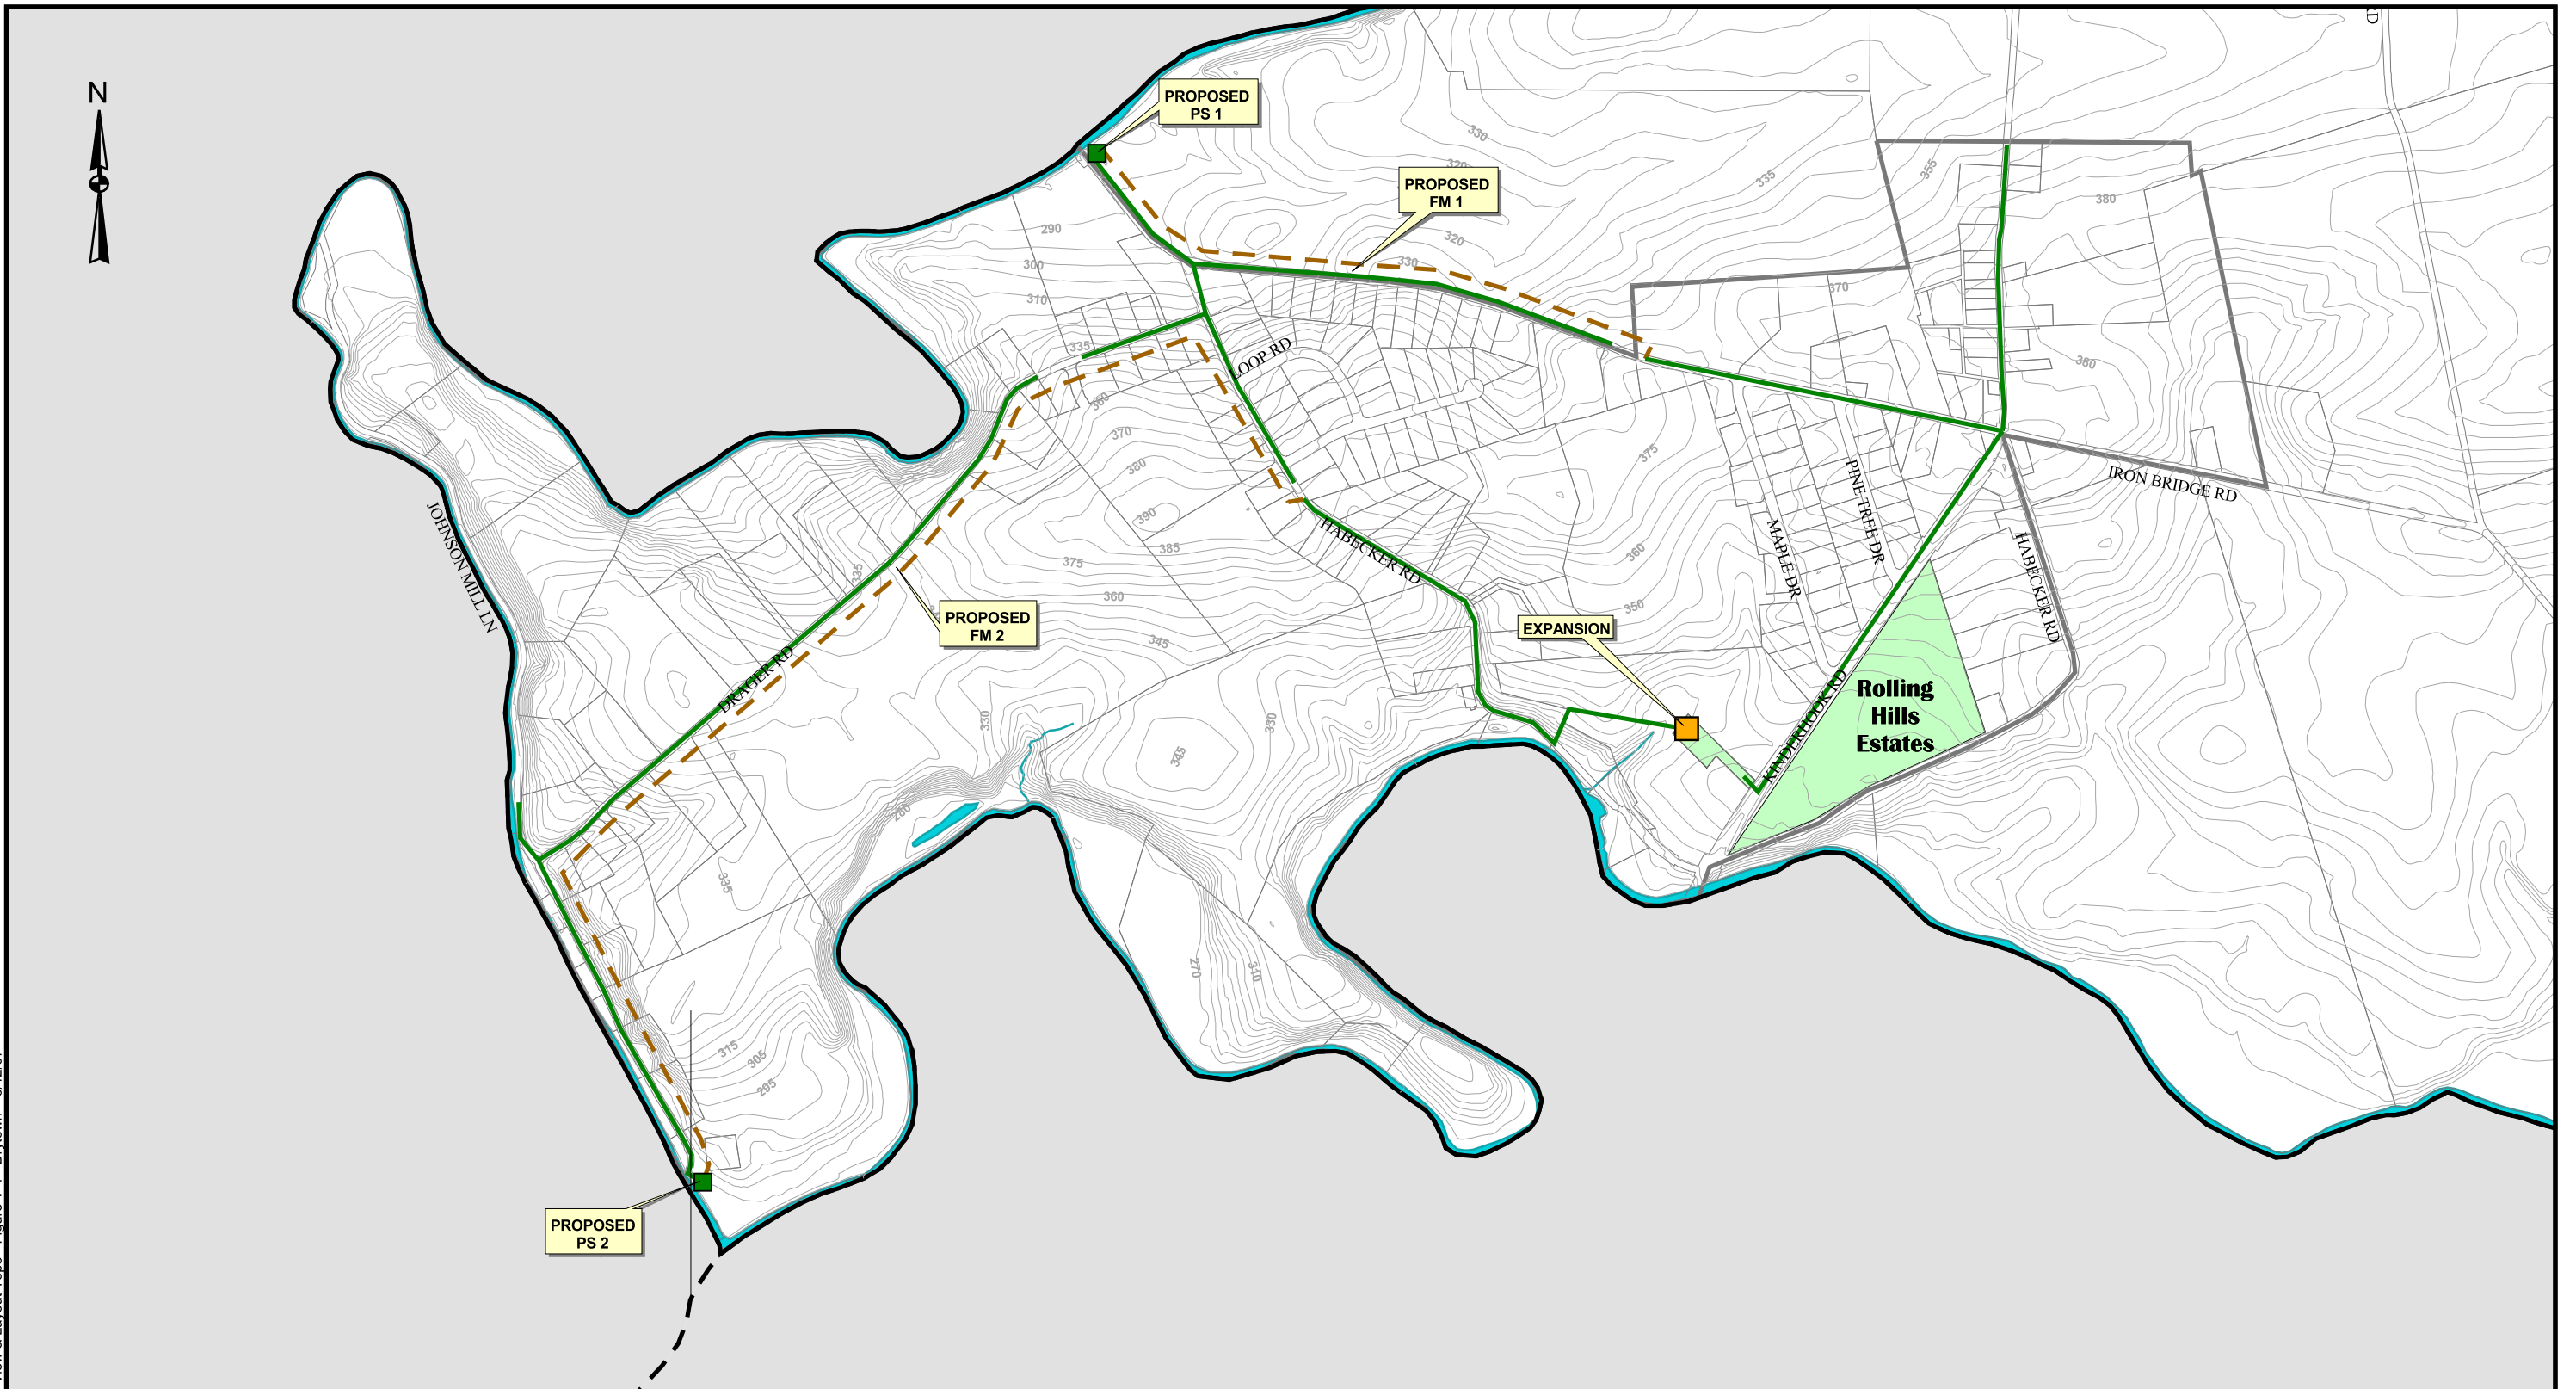 N
PROPOSED
PS 1
PROPOSED
FM 1
330
320
335
355
380
290
320
330
300
310
370
335
LOOP RD
380
360
370
380
375
PINE TREE DR
IRON BRIDGE RD
390
385
JOHNSON MILL LN
HABECKER RD
MAPLE DR
HABECKER RD
335
375
360
360
350
PROPOSED
FM 2
EXPANSION
345
DRAGER RD
KINDERHOOK RD
Rolling
Hills
Estates
330
330
345
280
335
270
310
315
305
295
PROPOSED
PS 2